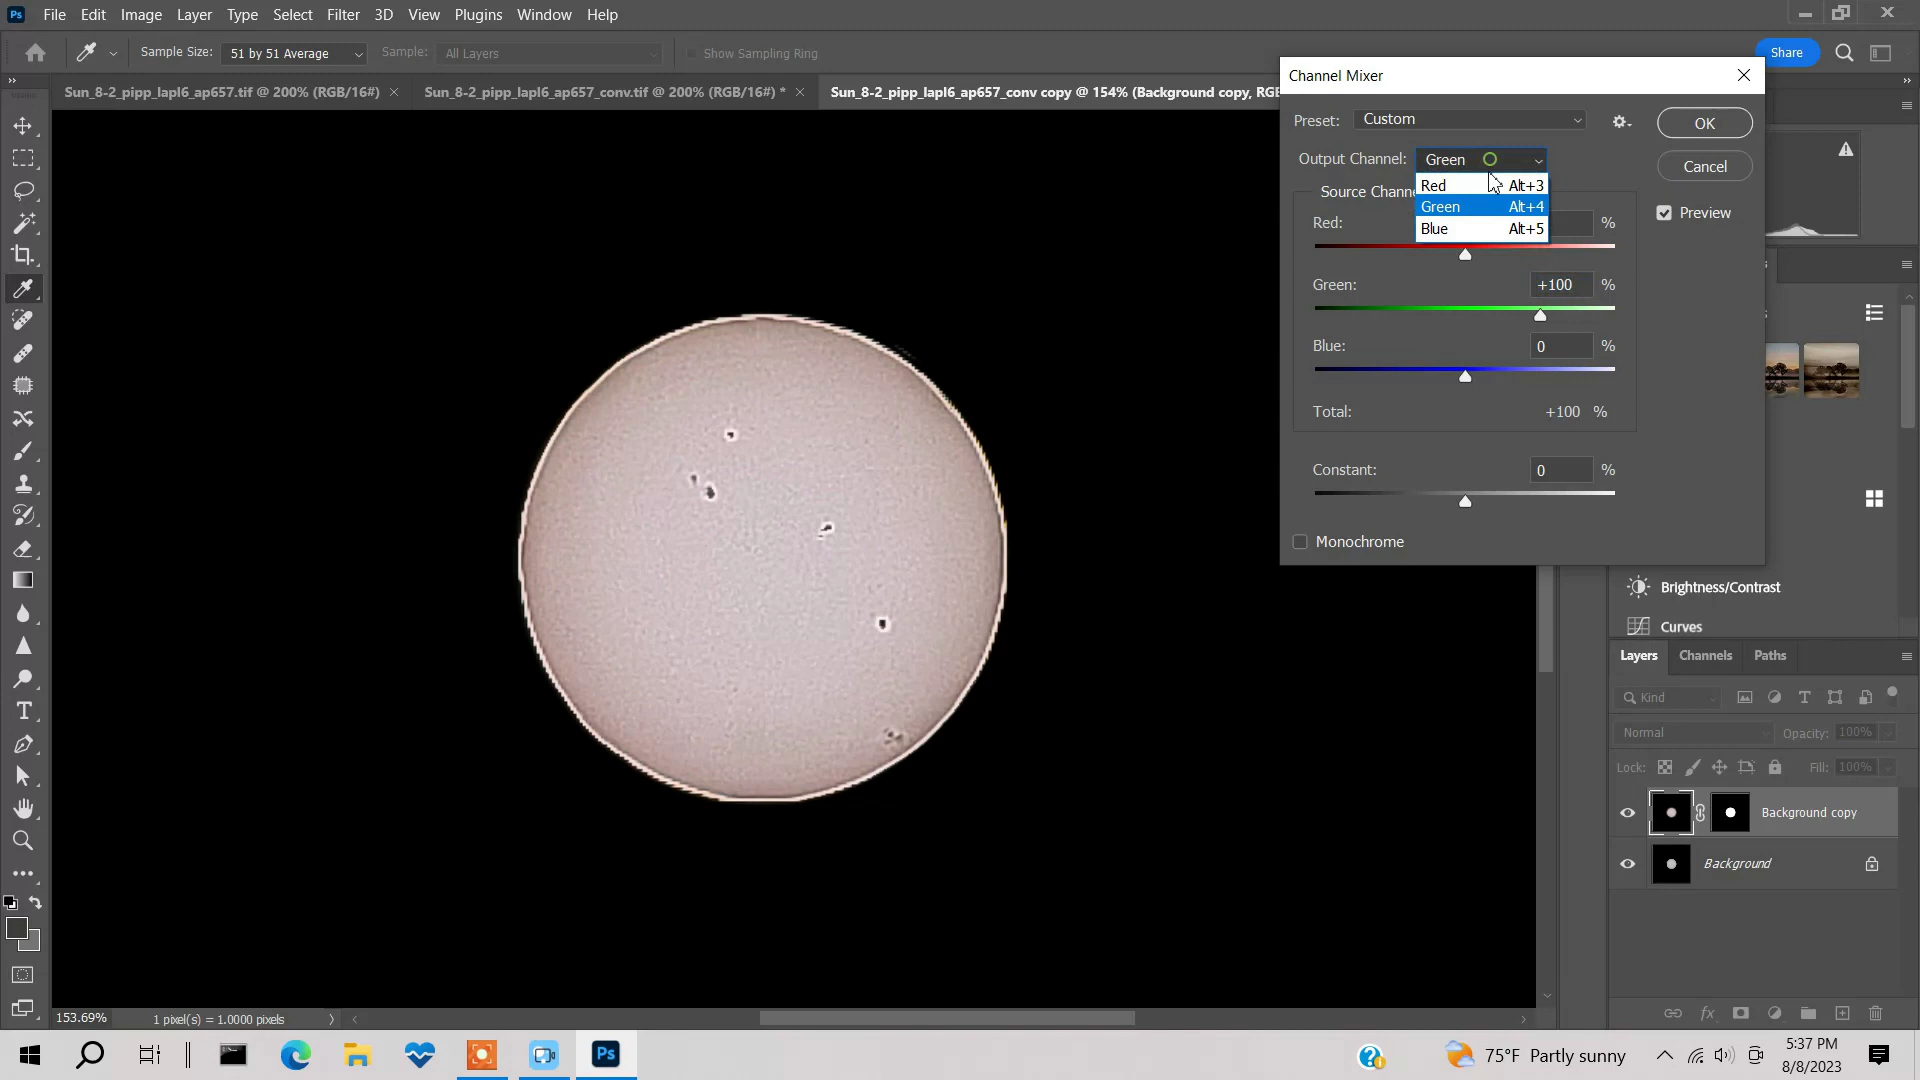 Ps File Edit Image Layer Type Select Filter 3D View Plugins Window Help
Sample Size: 51 by 51 Average Sample: All Layers Show Sampling Ring Share
Sun_8-2_pipp_lapl6_ap657.tif @ 200% (RGB/16#) Sun_8-2_pipp_lapl6_ap657_conv.tif @ 200% (RGB/16#) * Sun_8-2_pipp_lapl6_ap657_conv copy @ 154% (Background copy, RGB
Channel Mixer
Preset: Custom OK
Output Channel: Green Cancel
Red Alt+3
Source Channe
Green Alt+4
Preview
Blue Alt+5
Red: %
Green: +100 %
Blue: 0 %
Total: +100 %
Constant: 0 %
Monochrome
Brightness/Contrast
Curves
Layers Channels Paths
Kind
Normal Opacity: 100%
Lock: Fill: 100%
Background copy
Background
153.69% 1 pixel(s) = 1.0000 pixels
Ps 75°F Partly sunny 5:37 PM
8/8/2023